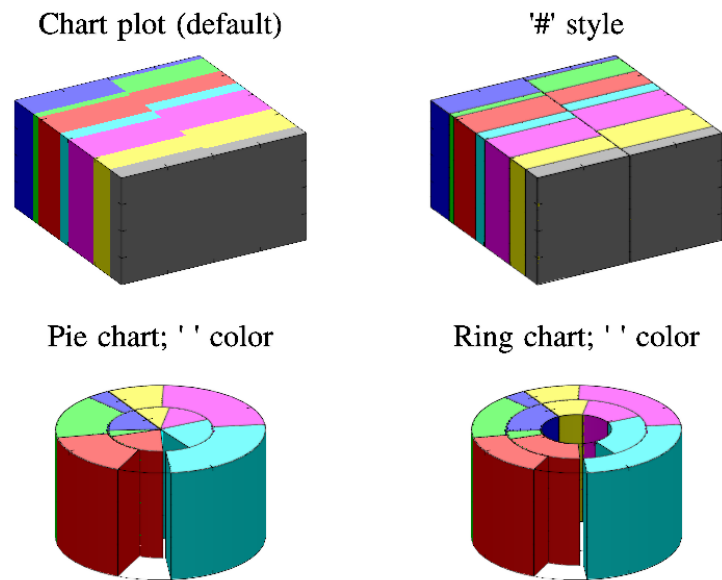 Chart plot (default)
'#' style
Pie chart; ' ' color
Ring chart; ' ' color